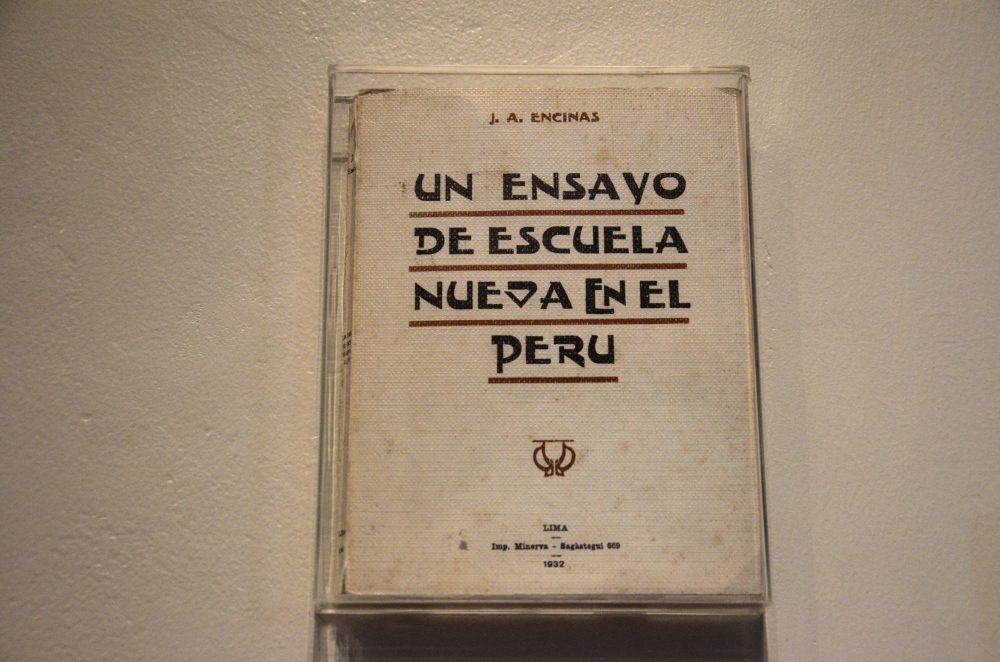 J. A. ENCINAS
UN ENSAYO
DE ESCUELA
NUEVA EN EL
PERU
LIMA
Imp. Minerva - Sagástegui 669
1932